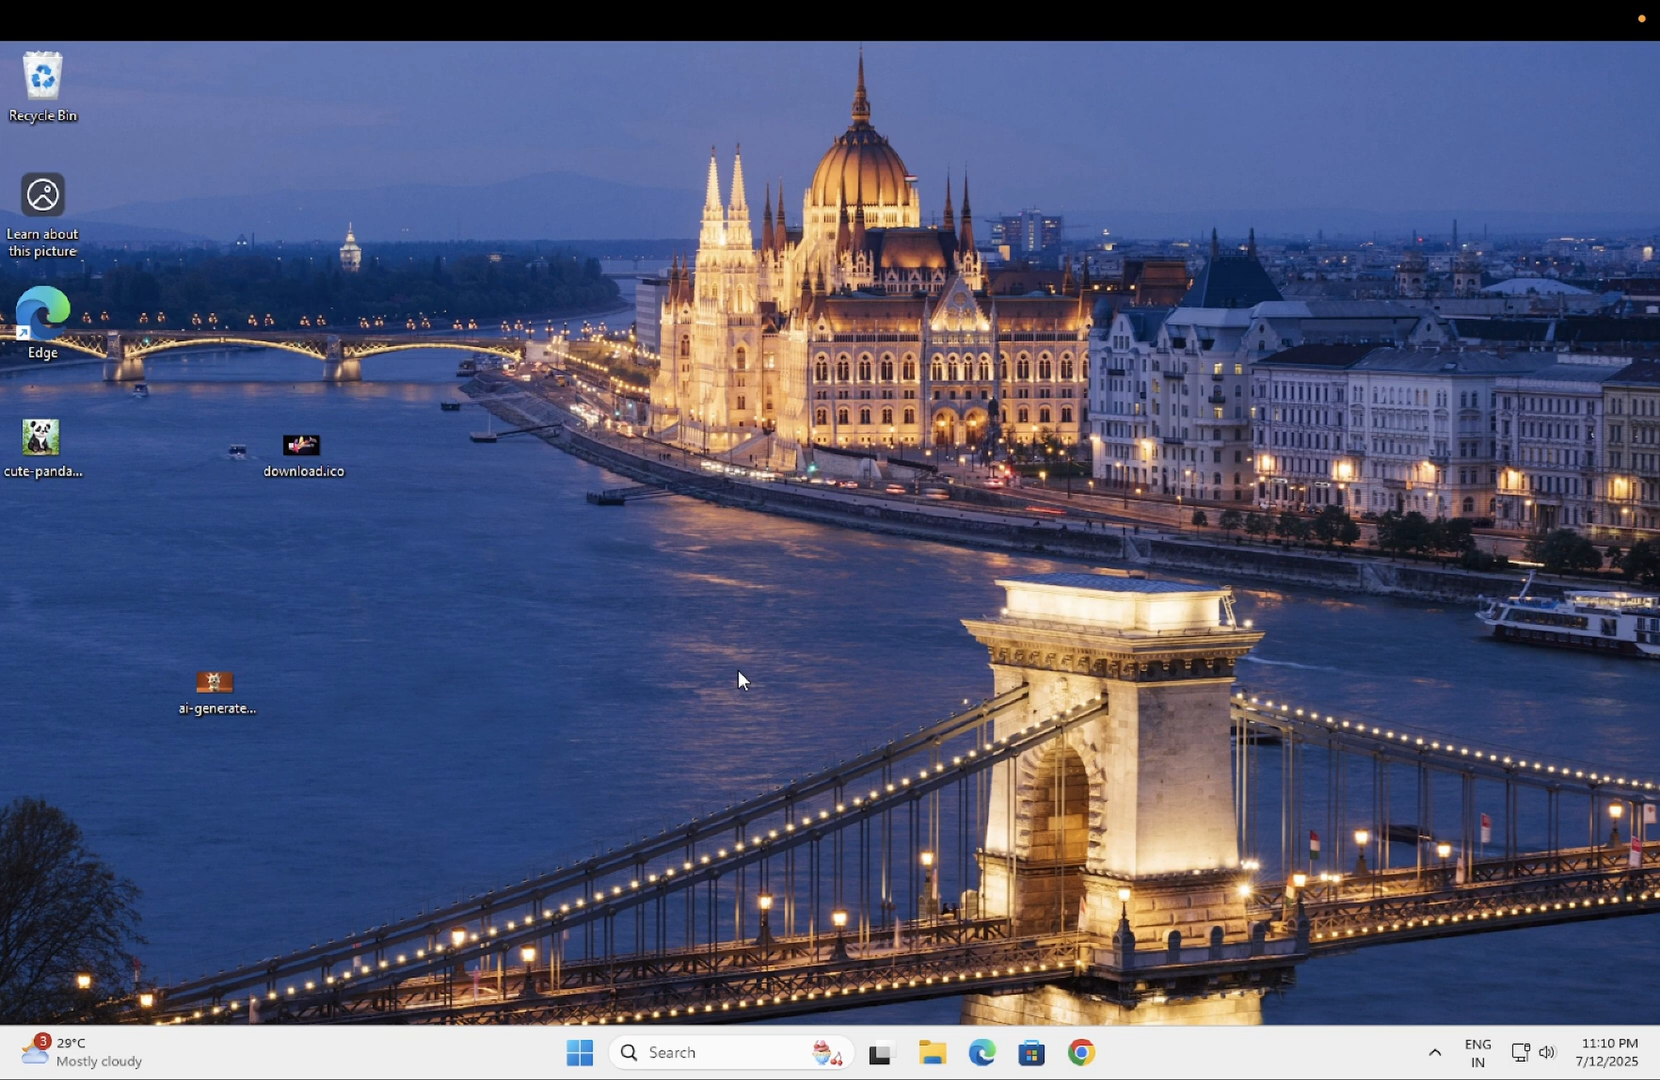 Recycle Bin
Learn about
this picture
Edge
cute-panda...
download.ico
ai-generate...
3
29°C
Mostly cloudy
Search
ENG
IN
11:10 PM
7/12/2025